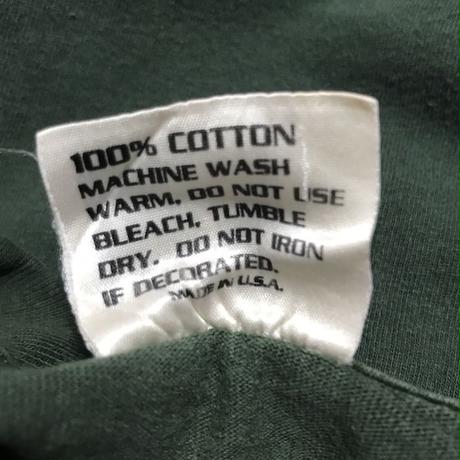 100% COTTON
MACHINE WASH
WARM, DO NOT USE
BLEACH, TUMBLE
DRY. DO NOT IRON
IF DECORATED.
MADE IN U.S.A.